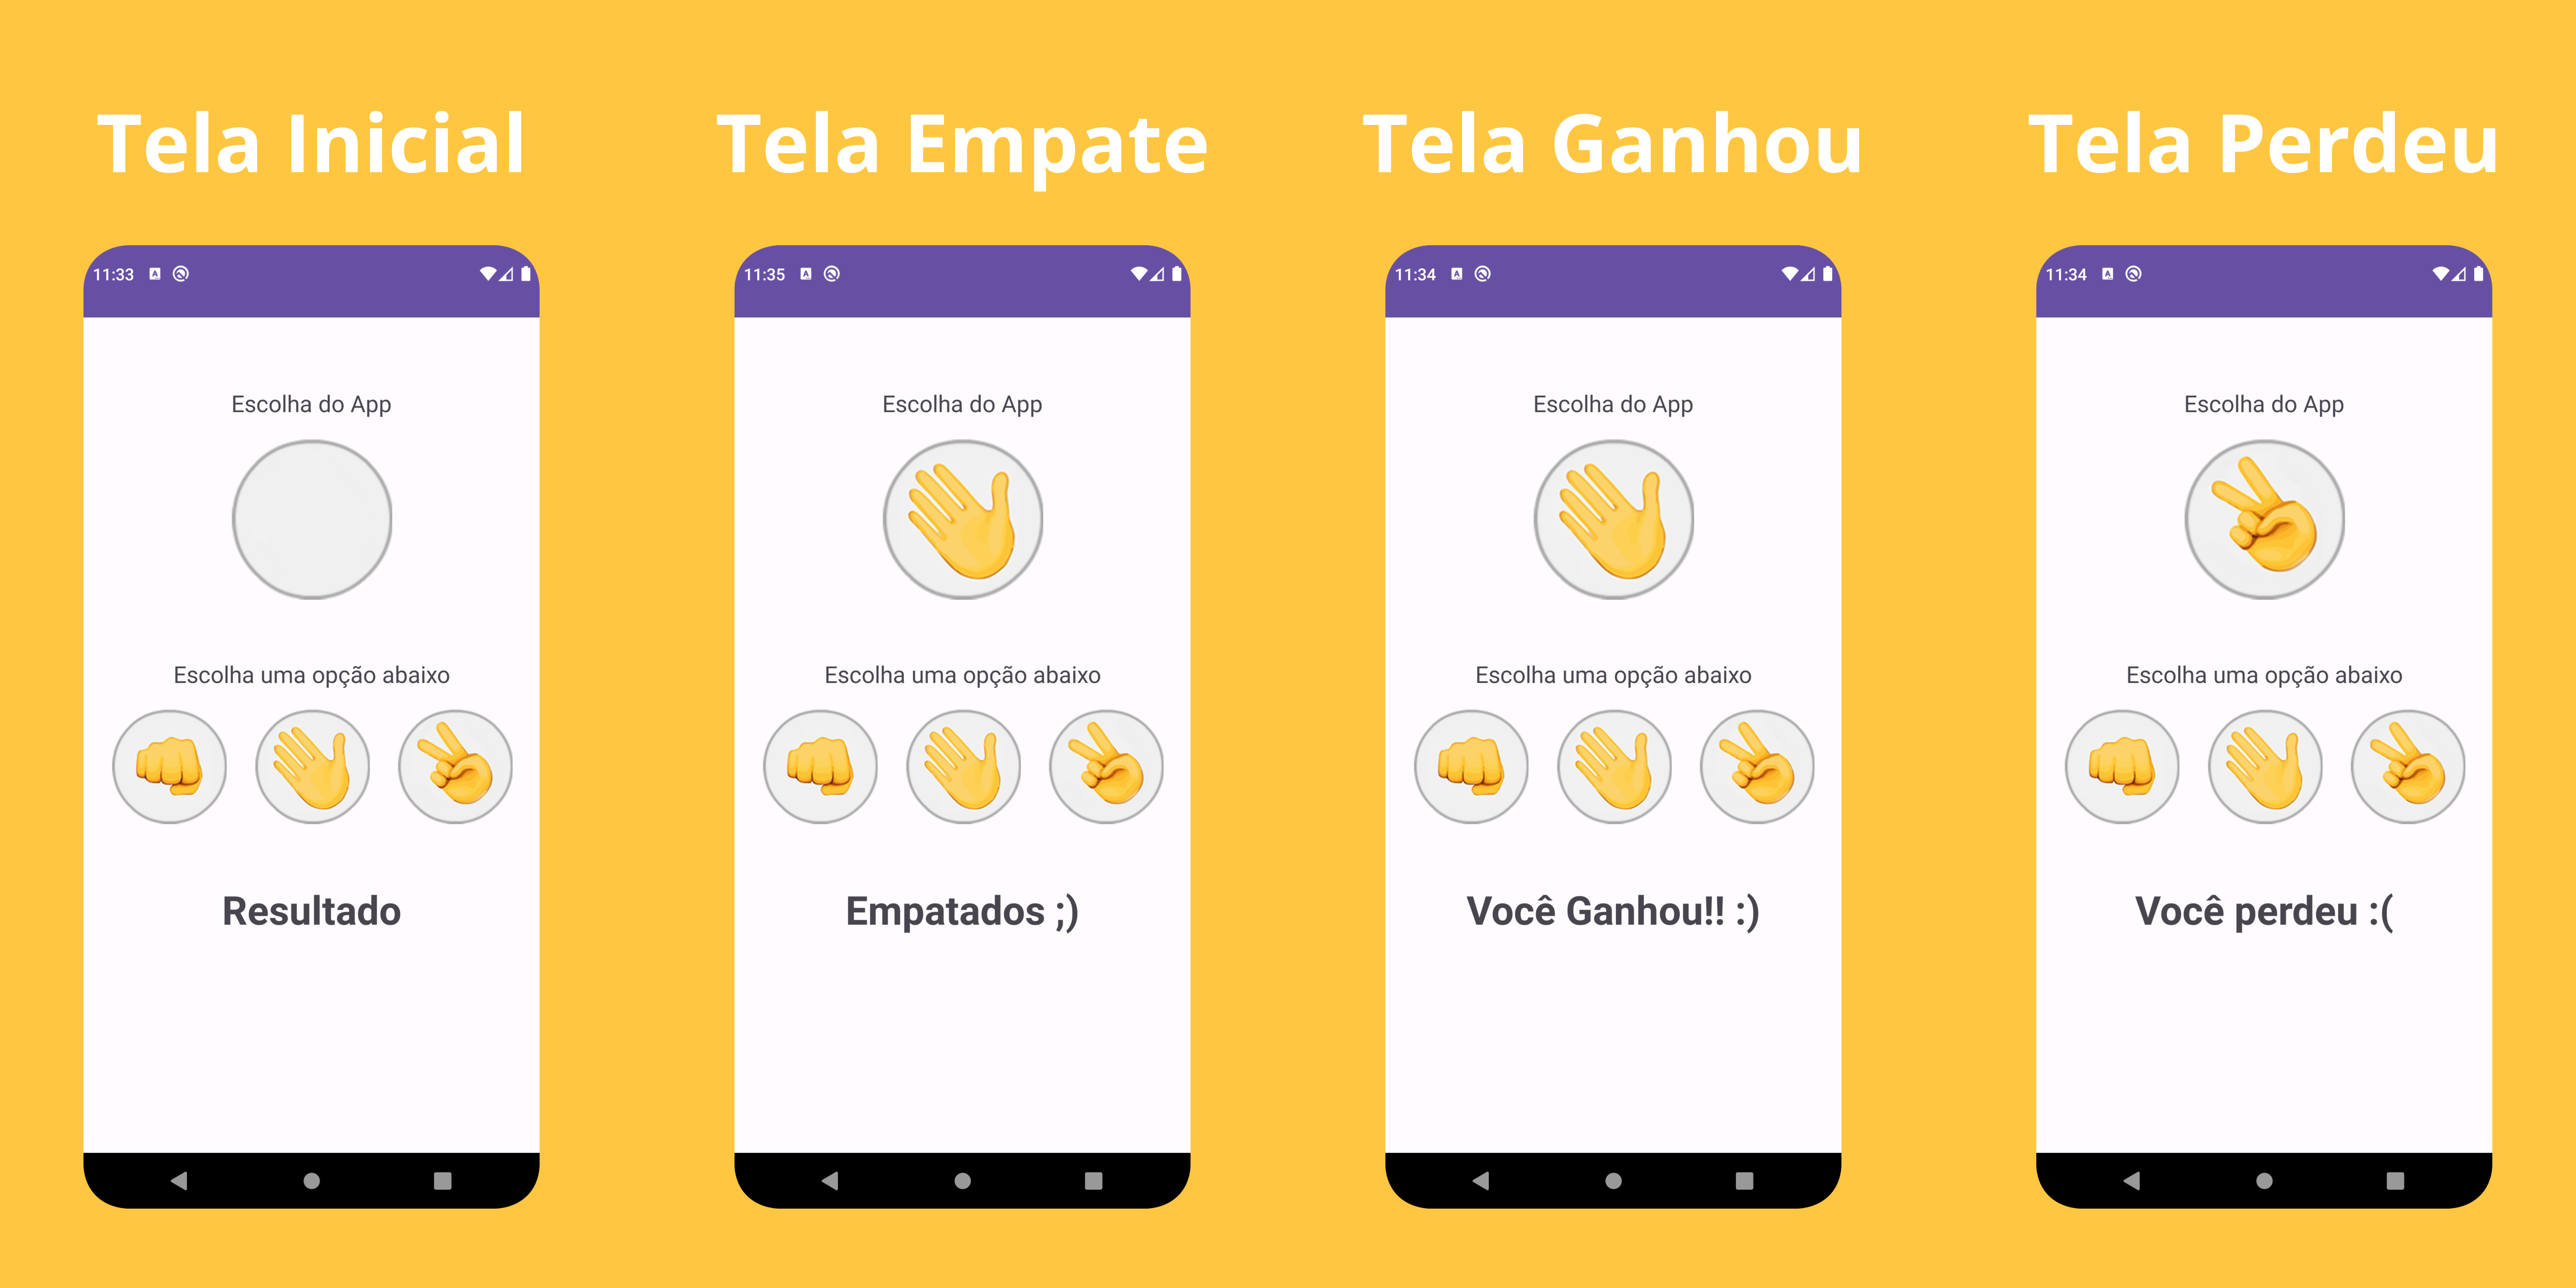 Tela Inicial
11:33
Escolha do App
Escolha uma opção abaixo
Resultado
Tela Empate
11:35
Escolha do App
Escolha uma opção abaixo
Empatados ;)
Tela Ganhou
11:34
Escolha do App
Escolha uma opção abaixo
Você Ganhou!! :)
Tela Perdeu
11:34
Escolha do App
Escolha uma opção abaixo
Você perdeu :(